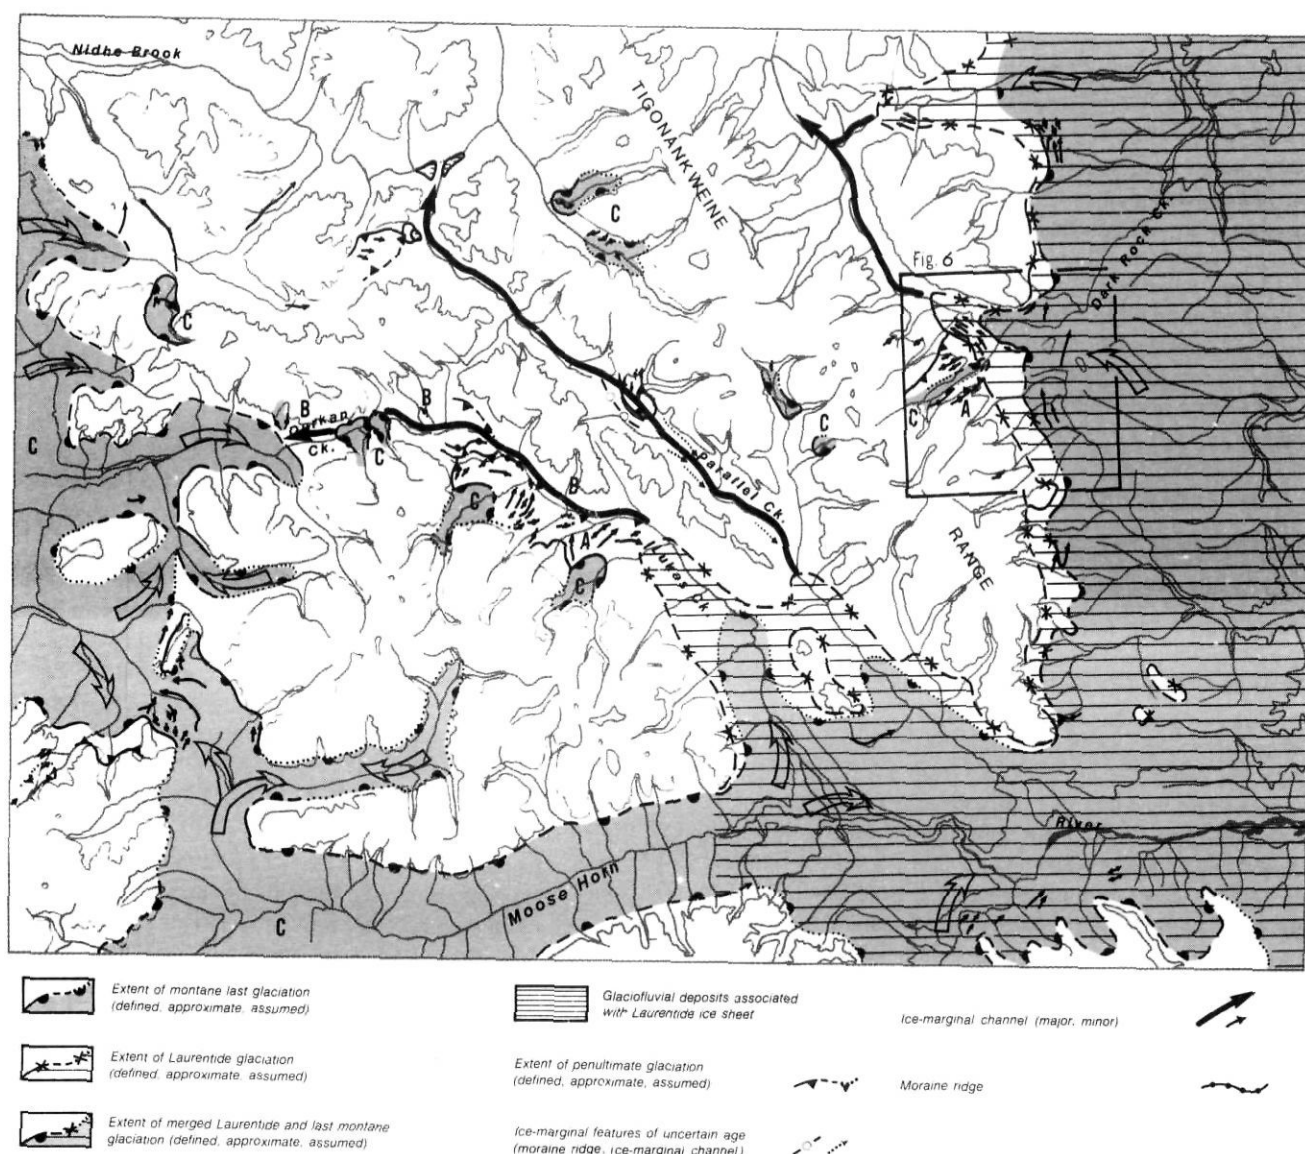 Nidhe Brook
TIGONANKWEINE
Fig. 6
Dark Rock Ck.
C
C
B
B
C
C
C
C
A
Ck.
C
Parallel Ck.
B
C
A
C
RANGE
River
Moose Horn
C
Extent of montane last glaciation
(defined, approximate, assumed)
Extent of Laurentide glaciation
(defined, approximate, assumed)
Extent of merged Laurentide and last montane
glaciation (defined, approximate, assumed)
Glaciofluvial deposits associated
with Laurentide ice sheet
Extent of penultimate glaciation
(defined, approximate, assumed)
Ice-marginal features of uncertain age
(moraine ridge, ice-marginal channel)
Ice-marginal channel (major, minor)
Moraine ridge